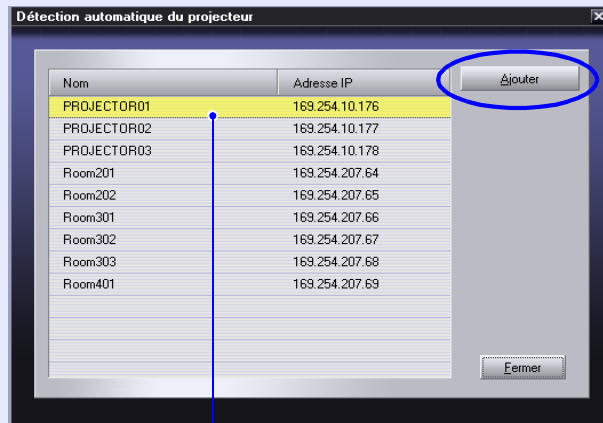 Détection automatique du projecteur
Nom Adresse IP Ajouter
PROJECTOR01 169.254.10.176
PROJECTOR02 169.254.10.177
PROJECTOR03 169.254.10.178
Room201 169.254.207.64
Room202 169.254.207.65
Room301 169.254.207.66
Room302 169.254.207.67
Room303 169.254.207.68
Room401 169.254.207.69
Fermer